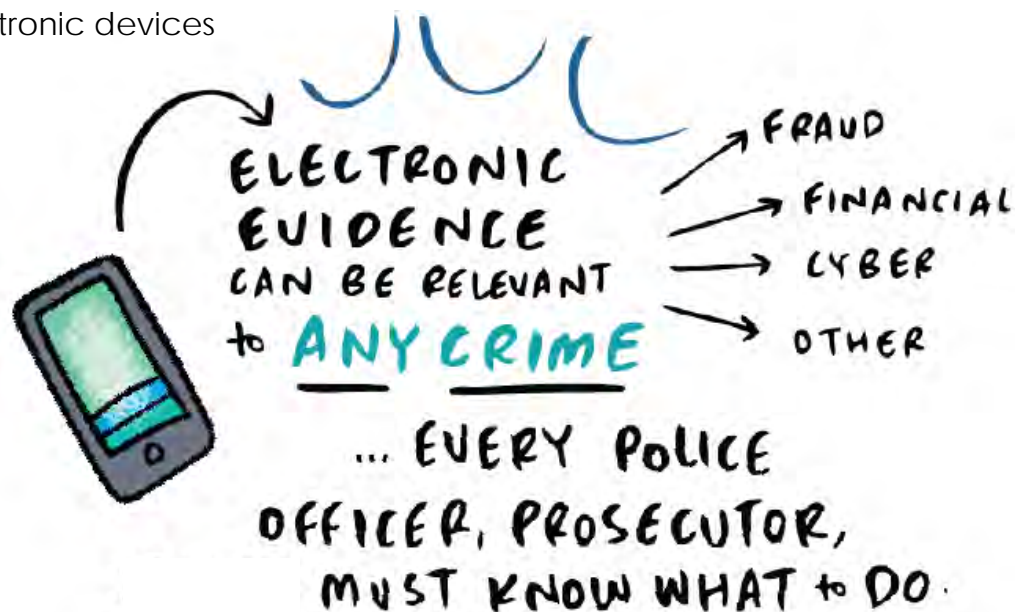 tronic devices
ELECTRONIC
EVIDENCE
CAN BE RELEVANT
to ANY CRIME
FRAUD
FINANCIAL
CYBER
OTHER
... EVERY POLICE
OFFICER, PROSECUTOR,
MUST KNOW WHAT to DO.